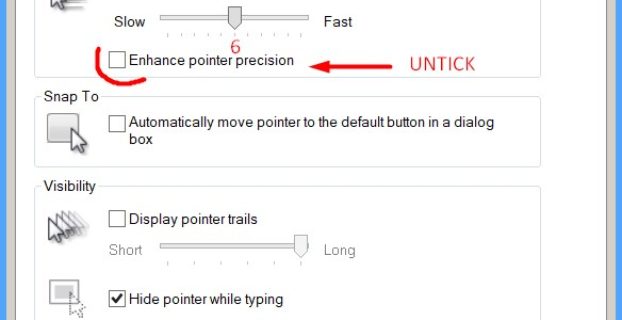 Slow
Fast
6
Enhance pointer precision
UNTICK
Snap To
Automatically move pointer to the default button in a dialog
box
Visibility
Display pointer trails
Short
Long
Hide pointer while typing